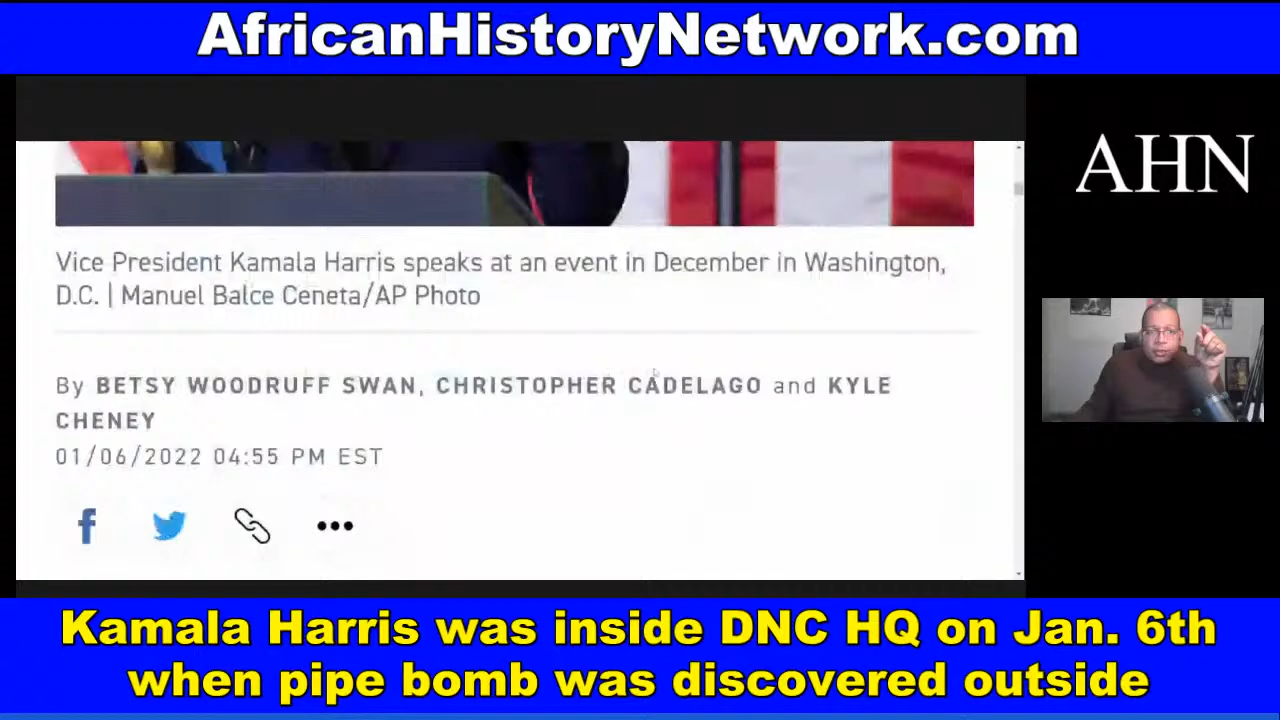 AfricanHistoryNetwork.com
AHN
Vice President Kamala Harris speaks at an event in December in Washington,
D.C. | Manuel Balce Ceneta/AP Photo
By BETSY WOODRUFF SWAN, CHRISTOPHER CADELAGO and KYLE
CHENEY
01/06/2022 04:55 PM EST
Kamala Harris was inside DNC HQ on Jan. 6th
when pipe bomb was discovered outside